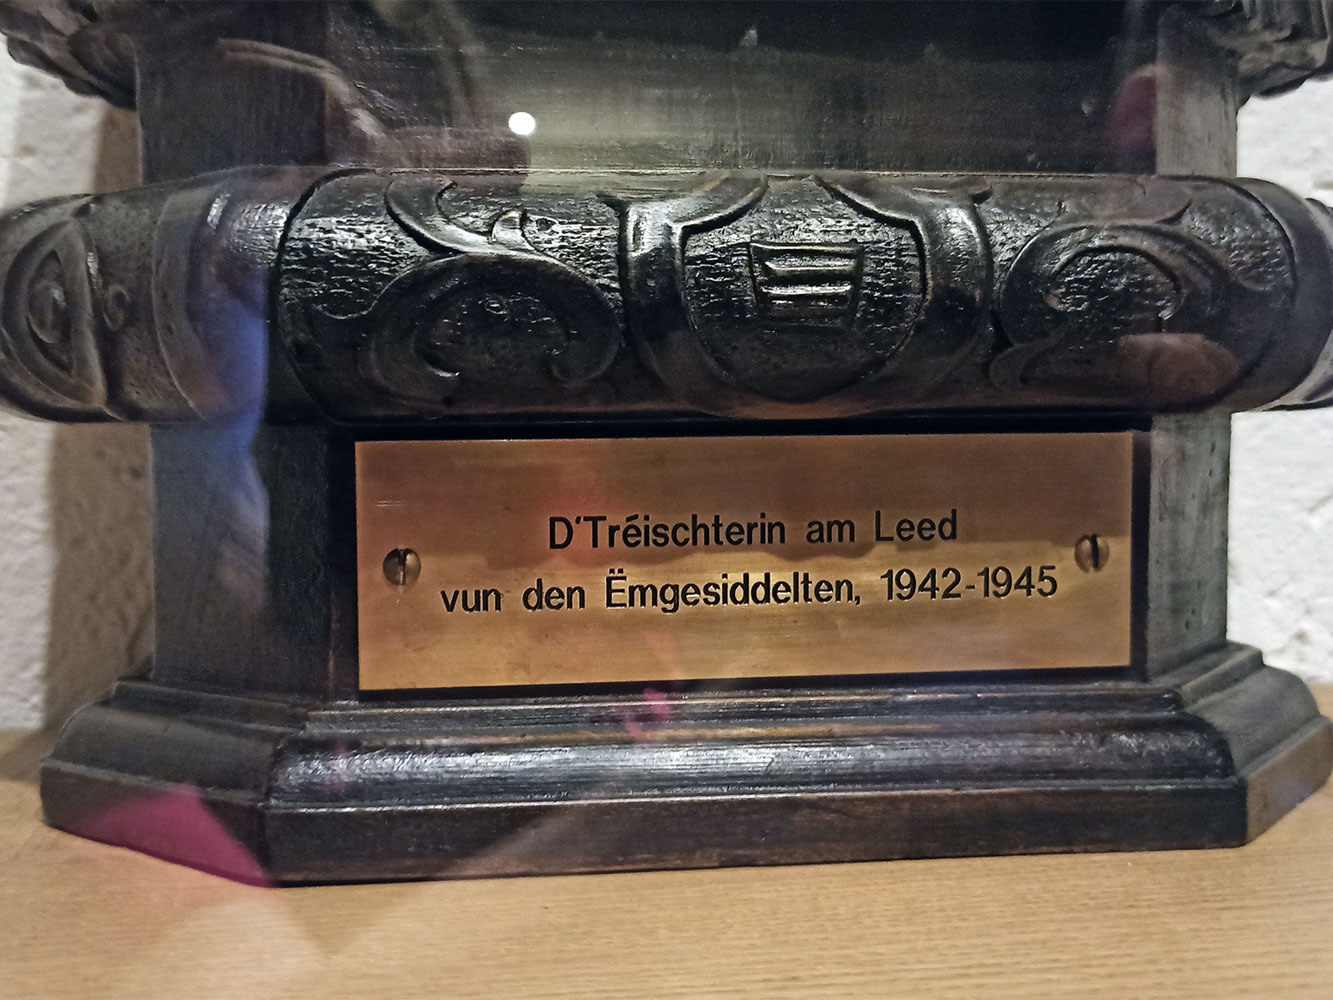 D'Tréischterin am Leed
vun den Ëmgesiddelten, 1942-1945